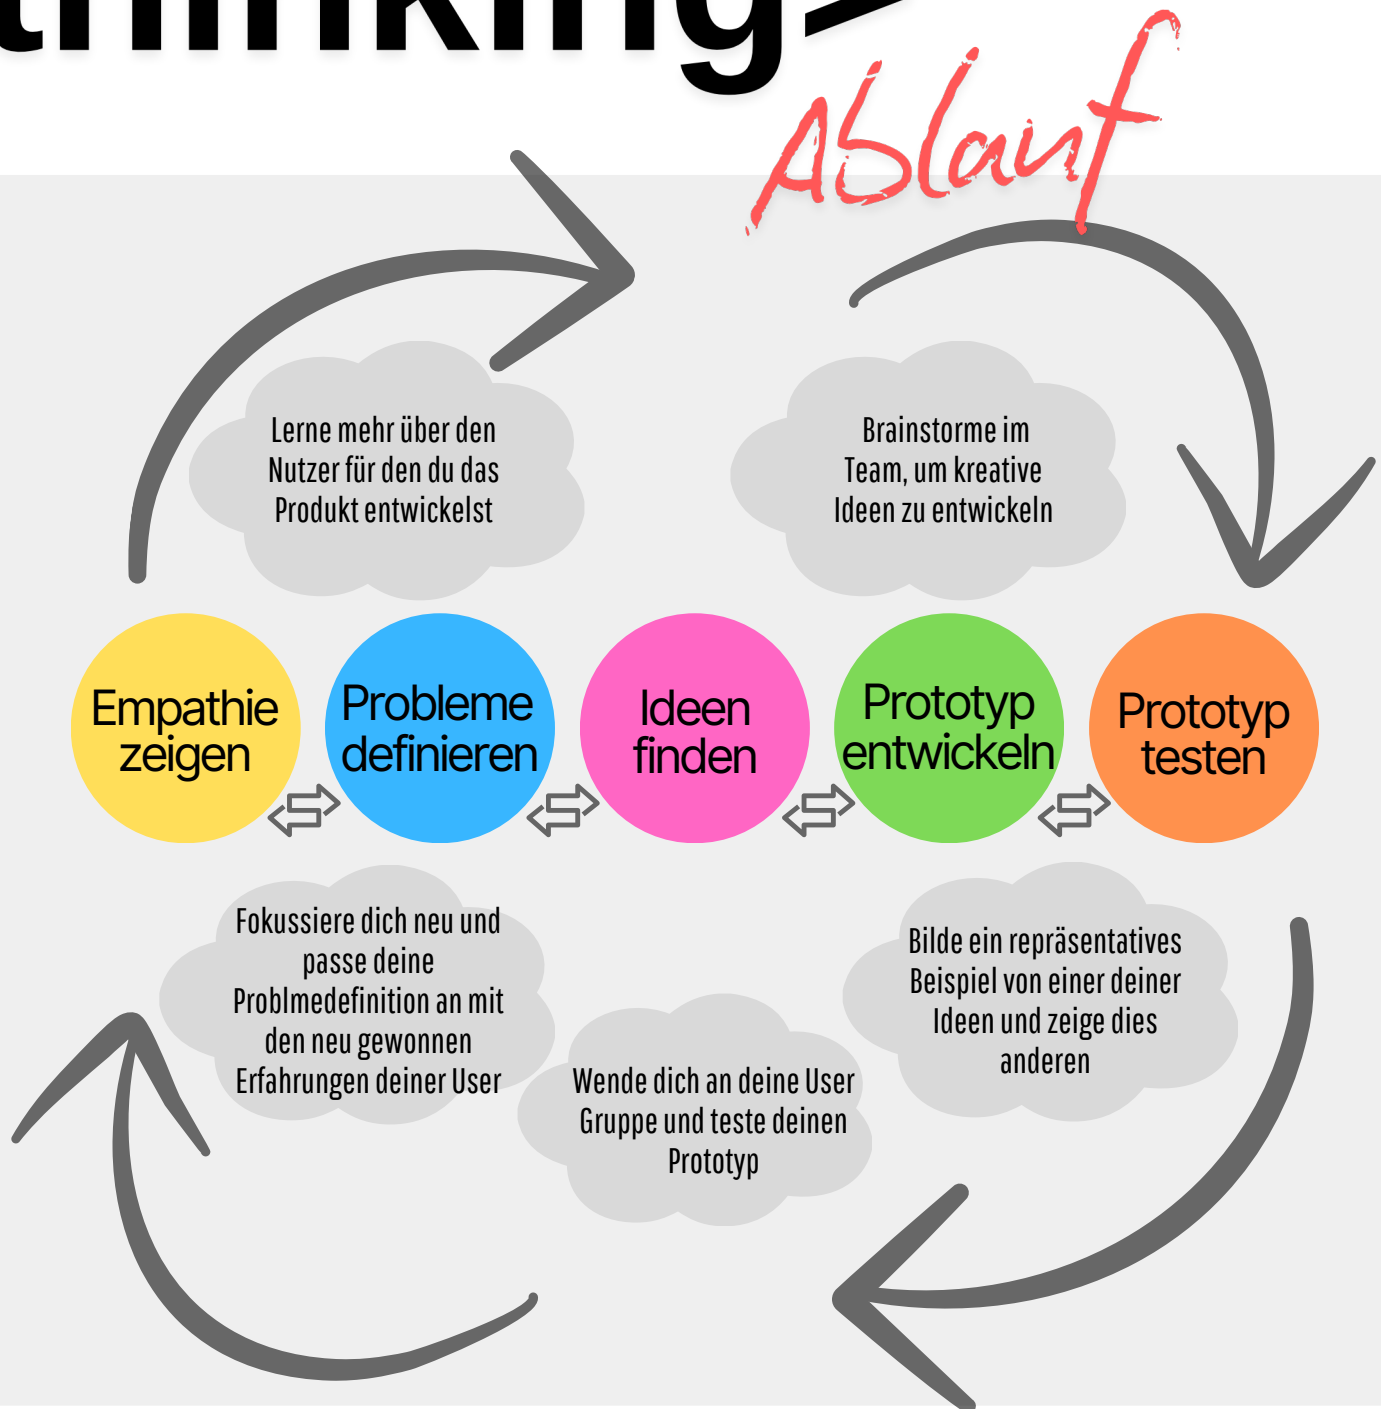 thinking>
Ablauf
Lerne mehr über den
Nutzer für den du das
Produkt entwickelst
Brainstorme im
Team, um kreative
Ideen zu entwickeln
Empathie
zeigen
Probleme
definieren
Ideen
finden
Prototyp
entwickeln
Prototyp
testen
Fokussiere dich neu und
passe deine
Problmedefinition an mit
den neu gewonnen
Erfahrungen deiner User
Wende dich an deine User
Gruppe und teste deinen
Prototyp
Bilde ein repräsentatives
Beispiel von einer deiner
Ideen und zeige dies
anderen